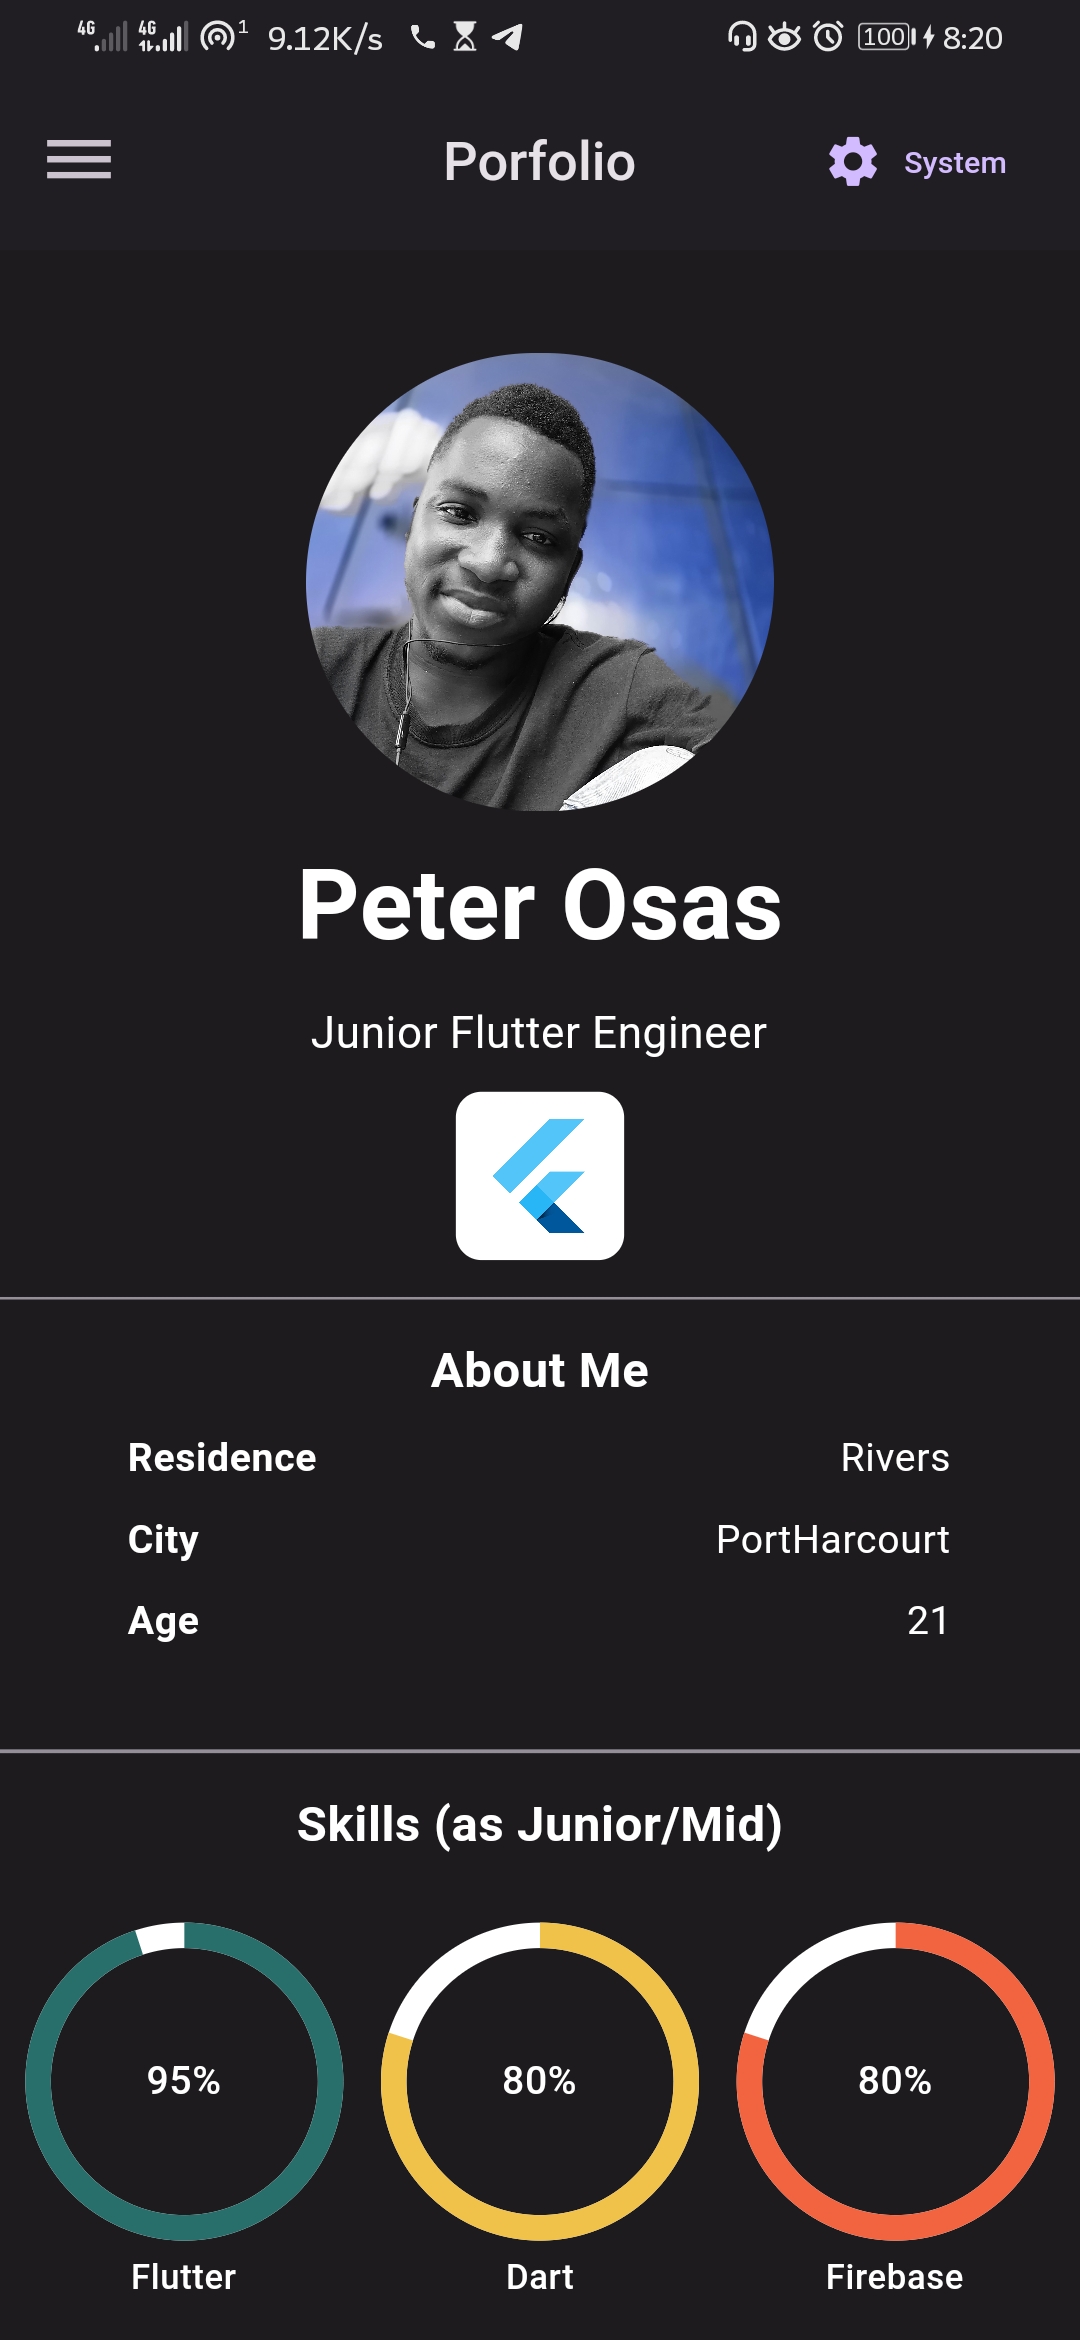 4G 4G 1 9.12K/s 100 8:20
Porfolio System
Peter Osas
Junior Flutter Engineer
About Me
Residence Rivers
City PortHarcourt
Age 21
Skills (as Junior/Mid)
95% 80% 80%
Flutter Dart Firebase